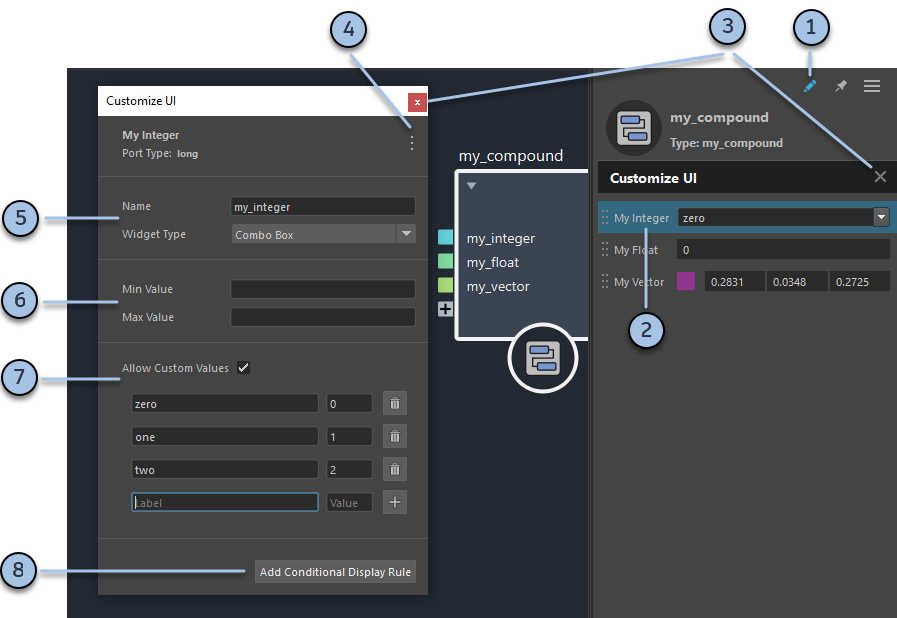 4
3
1
Customize UI
x
My Integer
Port Type: long
5
Name
my_integer
Widget Type
Combo Box
6
Min Value
Max Value
7
Allow Custom Values
zero
0
one
1
two
2
Label
Value
8
Add Conditional Display Rule
my_compound
my_integer
my_float
my_vector
my_compound
Type: my_compound
Customize UI
My Integer
zero
My Float
0
My Vector
0.2831
0.0348
0.2725
2